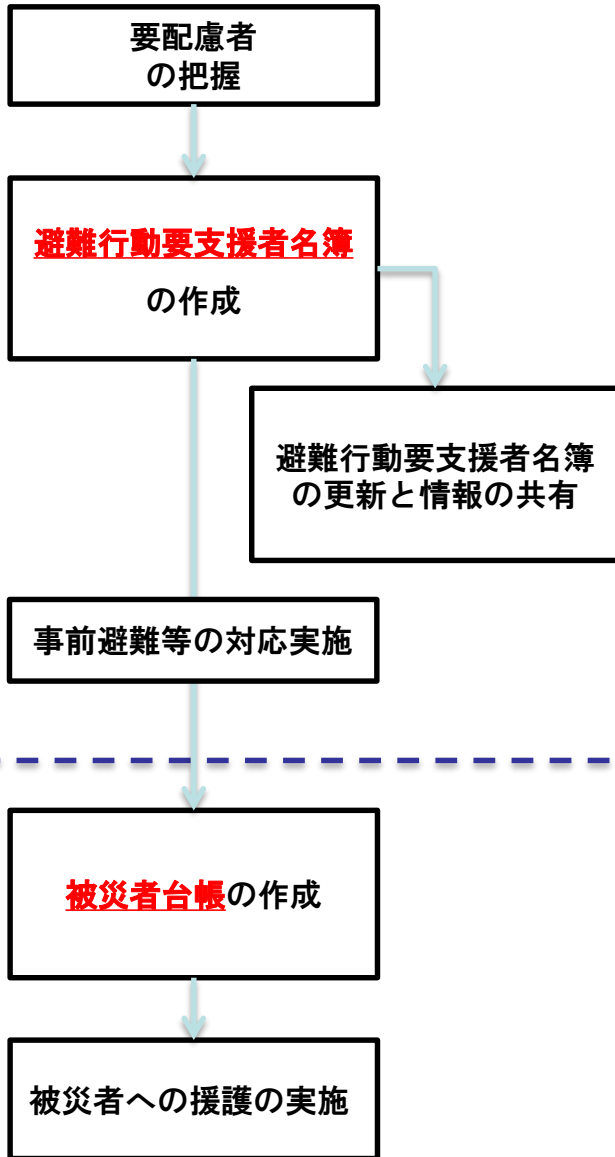 要配慮者
の把握
避難行動要支援者名簿
の作成
避難行動要支援者名簿
の更新と情報の共有
事前避難等の対応実施
被災者台帳の作成
被災者への援護の実施